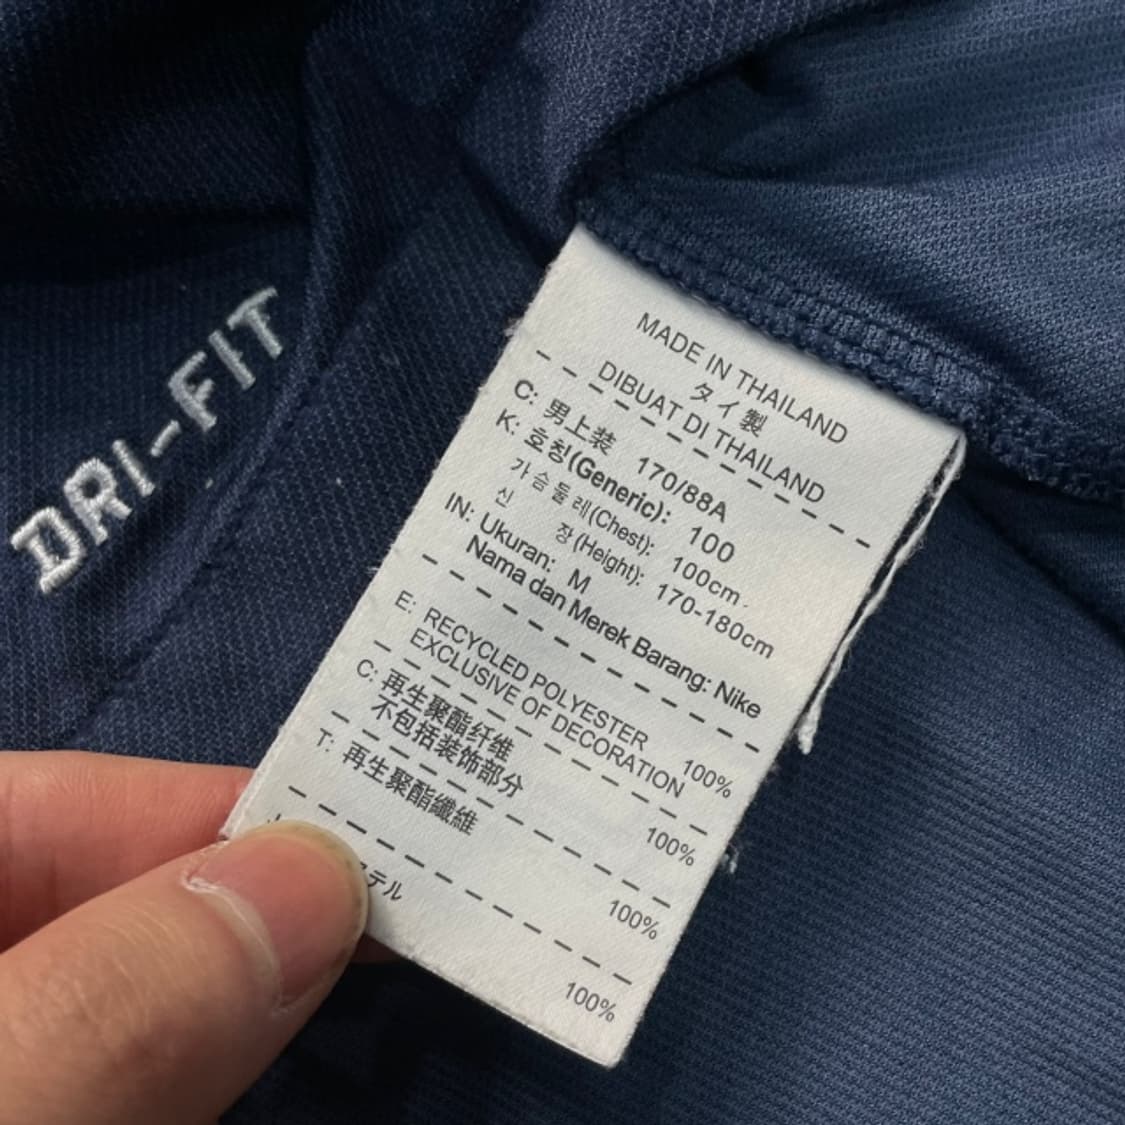 DRI-FIT
MADE IN THAILAND
タイ製
DIBUAT DI THAILAND
C: 男上装 170/88A
K: 호칭(Generic): 100
가슴둘레(Chest): 100cm
신 장(Height): 170-180cm
IN: Ukuran: M
Nama dan Merek Barang: Nike
E: RECYCLED POLYESTER 100%
EXCLUSIVE OF DECORATION
C: 再生聚酯纤维 100%
不包括装饰部分
T: 再生聚酯纖維 100%
テル 100%